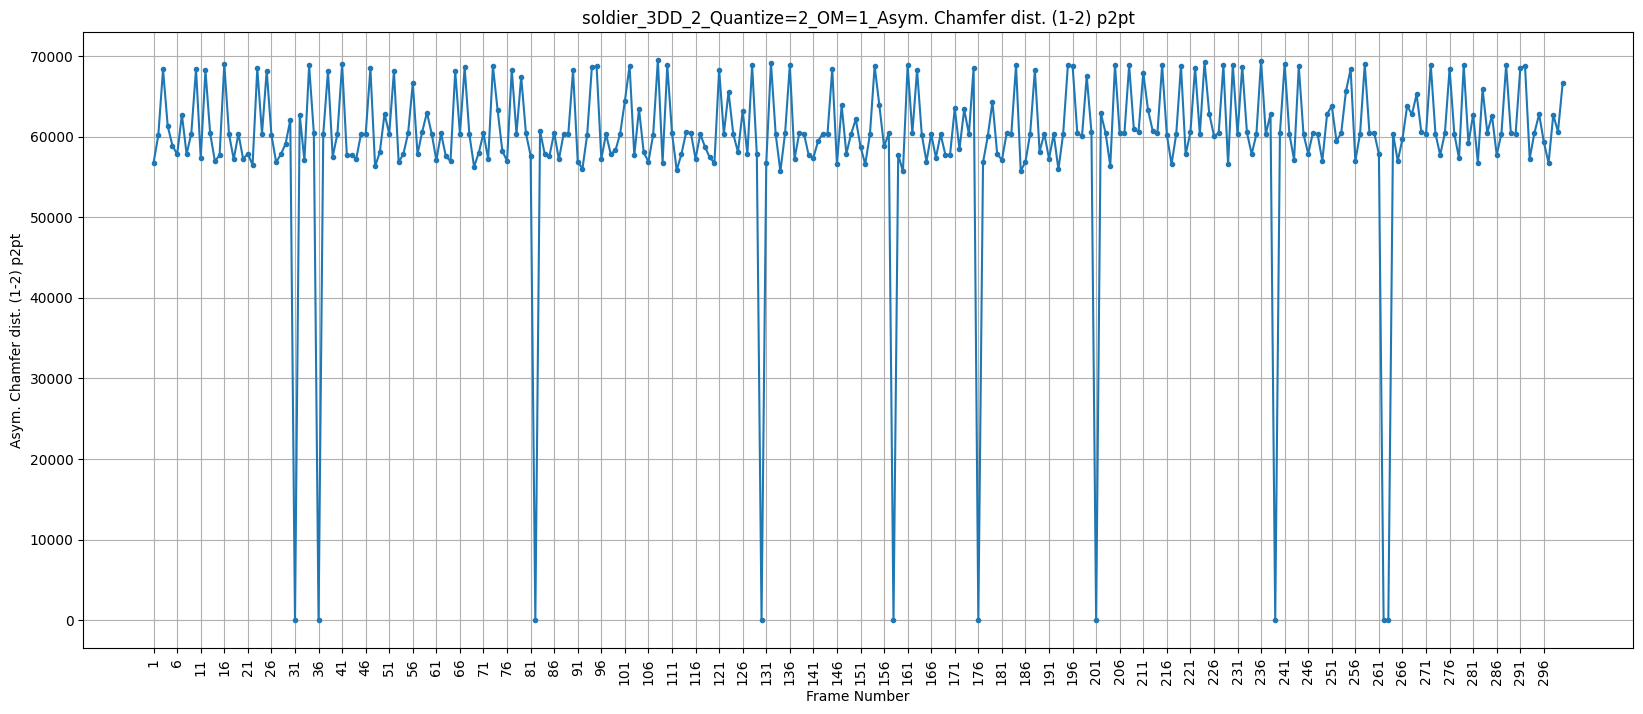 soldier_3DD_2_Quantize=2_OM=1_Asym. Chamfer dist. (1-2) p2pt
Asym. Chamfer dist. (1-2) p2pt
70000
60000
50000
40000
30000
20000
10000
0
1 6 11 16 21 26 31 36 41 46 51 56 61 66 71 76 81 86 91 96 101 106 111 116 121 126 131 136 141 146 151 156 161 166 171 176 181 186 191 196 201 206 211 216 221 226 231 236 241 246 251 256 261 266 271 276 281 286 291 296
Frame Number